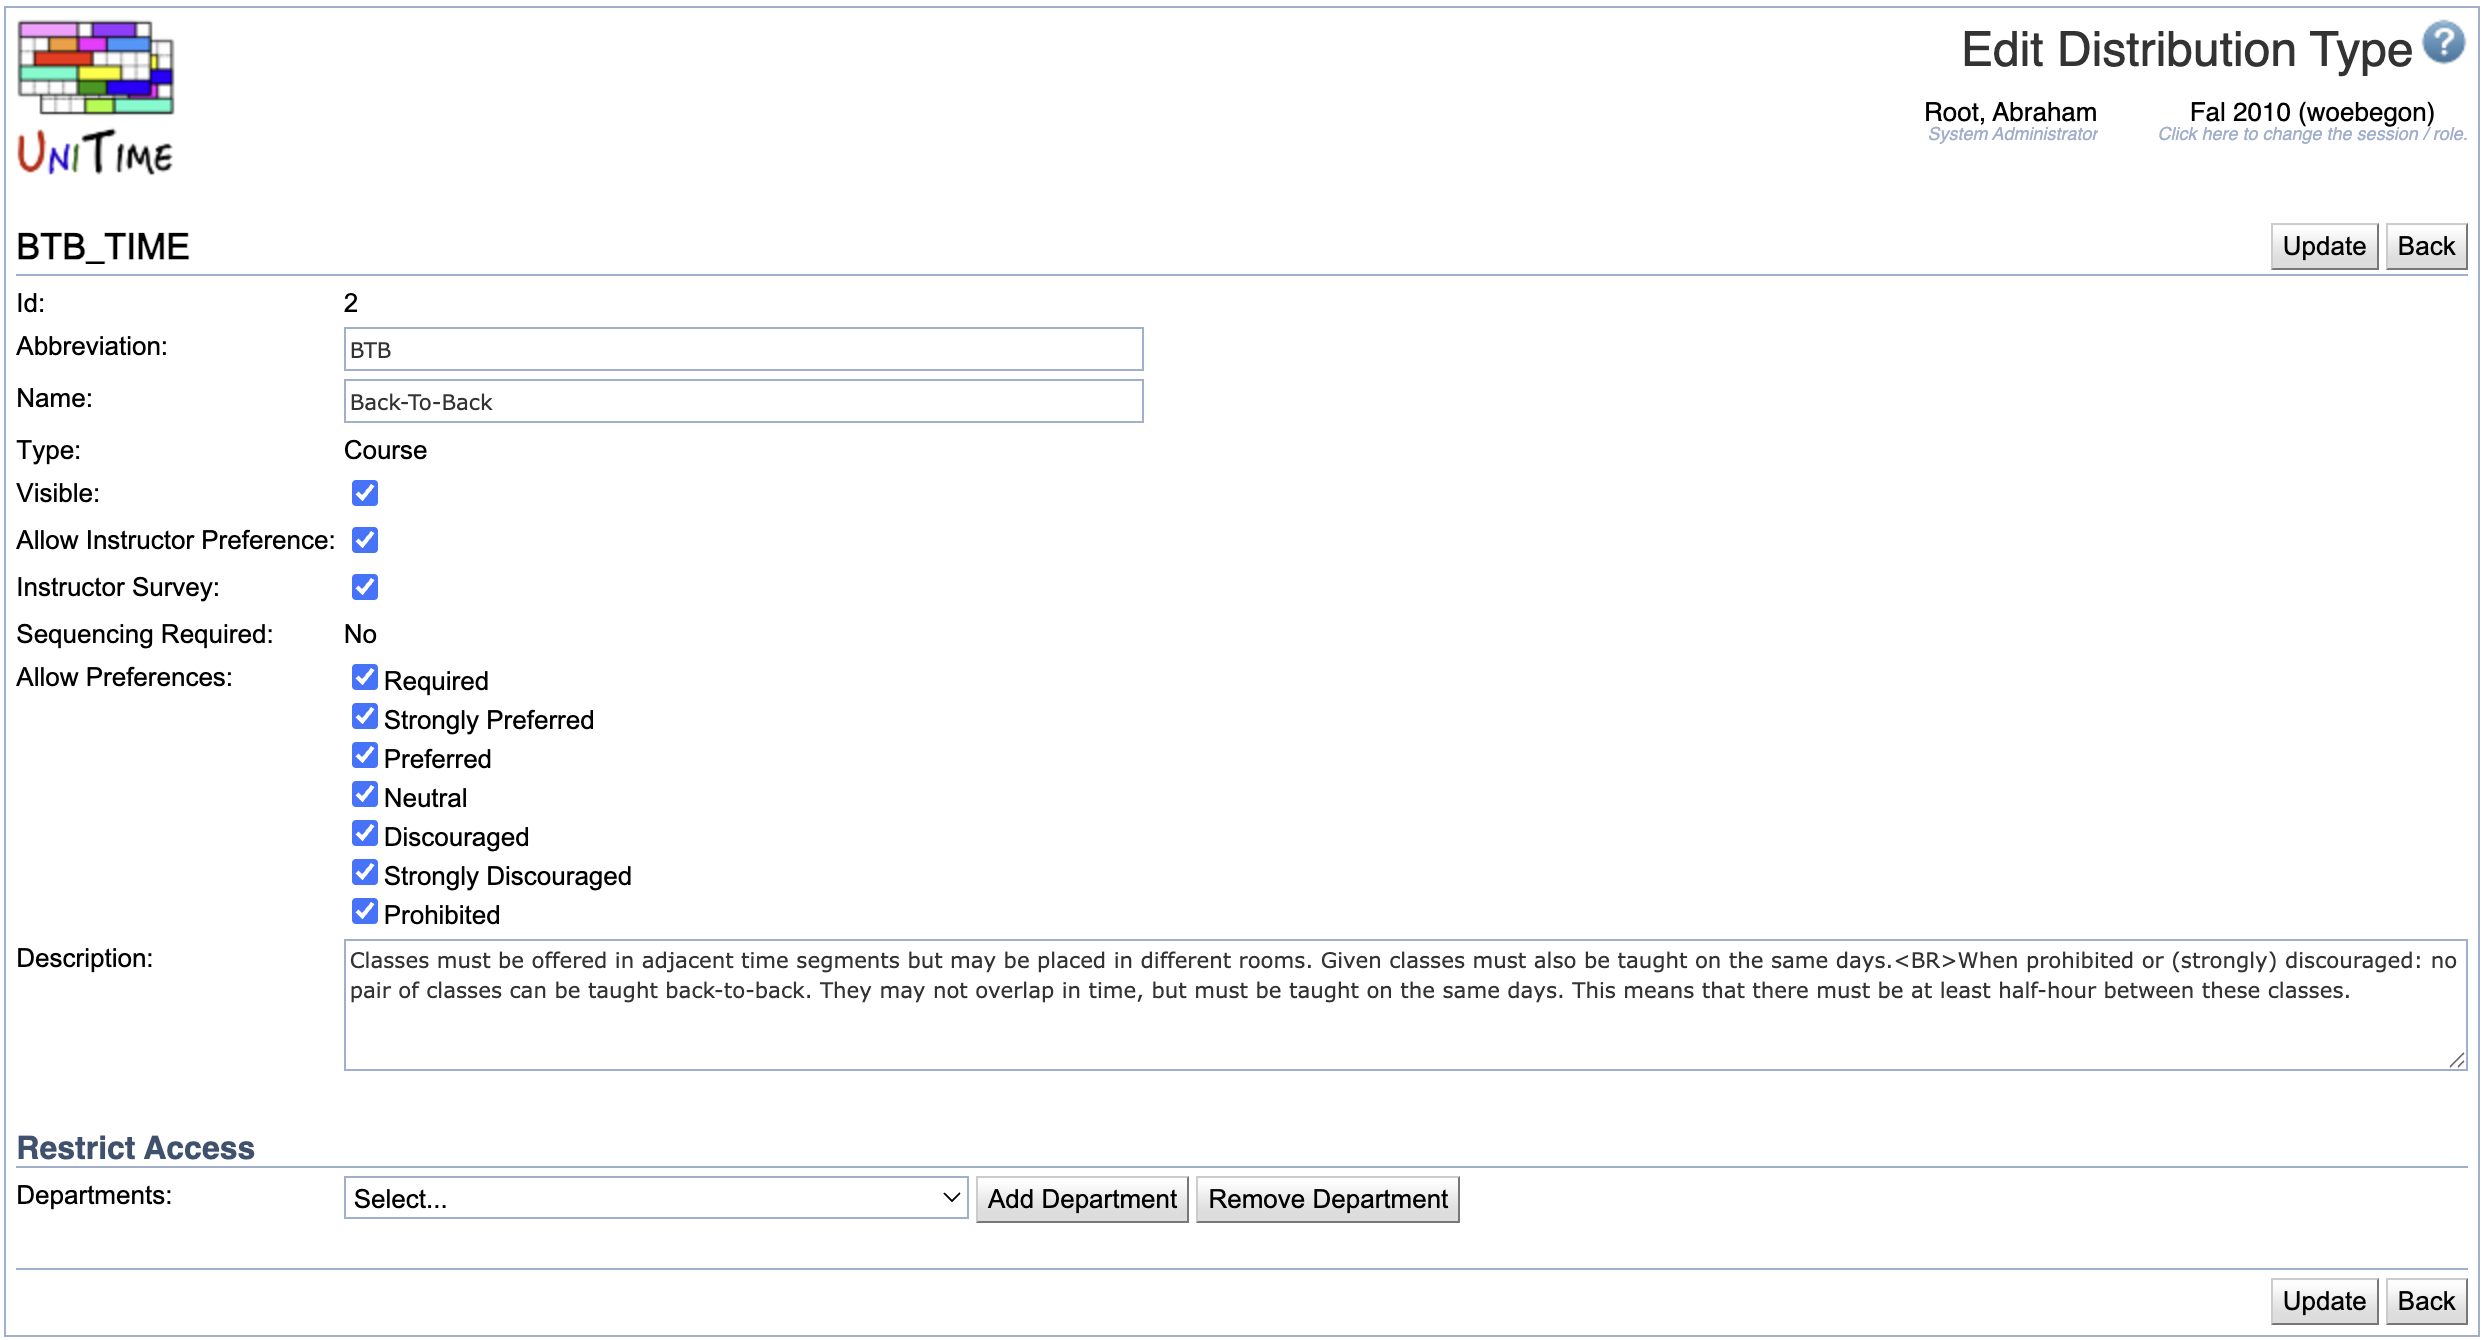 Edit Distribution Type ?
Root, Abraham Fal 2010 (woebegon)
System Administrator Click here to change the session / role.
UNITIME
BTB_TIME Update Back
Id: 2
Abbreviation: BTB
Name: Back-To-Back
Type: Course
Visible:
Allow Instructor Preference:
Instructor Survey:
Sequencing Required: No
Allow Preferences: Required
Strongly Preferred
Preferred
Neutral
Discouraged
Strongly Discouraged
Prohibited
Description: Classes must be offered in adjacent time segments but may be placed in different rooms. Given classes must also be taught on the same days.<BR>When prohibited or (strongly) discouraged: no
pair of classes can be taught back-to-back. They may not overlap in time, but must be taught on the same days. This means that there must be at least half-hour between these classes.
Restrict Access
Departments: Select... Add Department Remove Department
Update Back